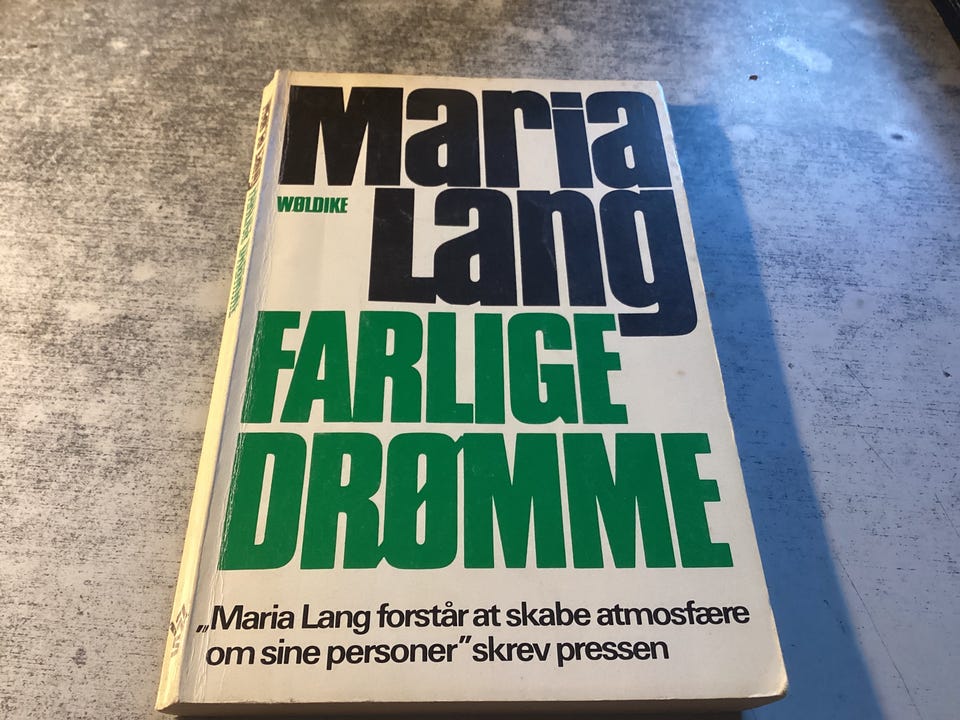 Maria
WØLDIKE
Lang
FARLIGE
DRØMME
„Maria Lang forstår at skabe atmosfære
om sine personer” skrev pressen